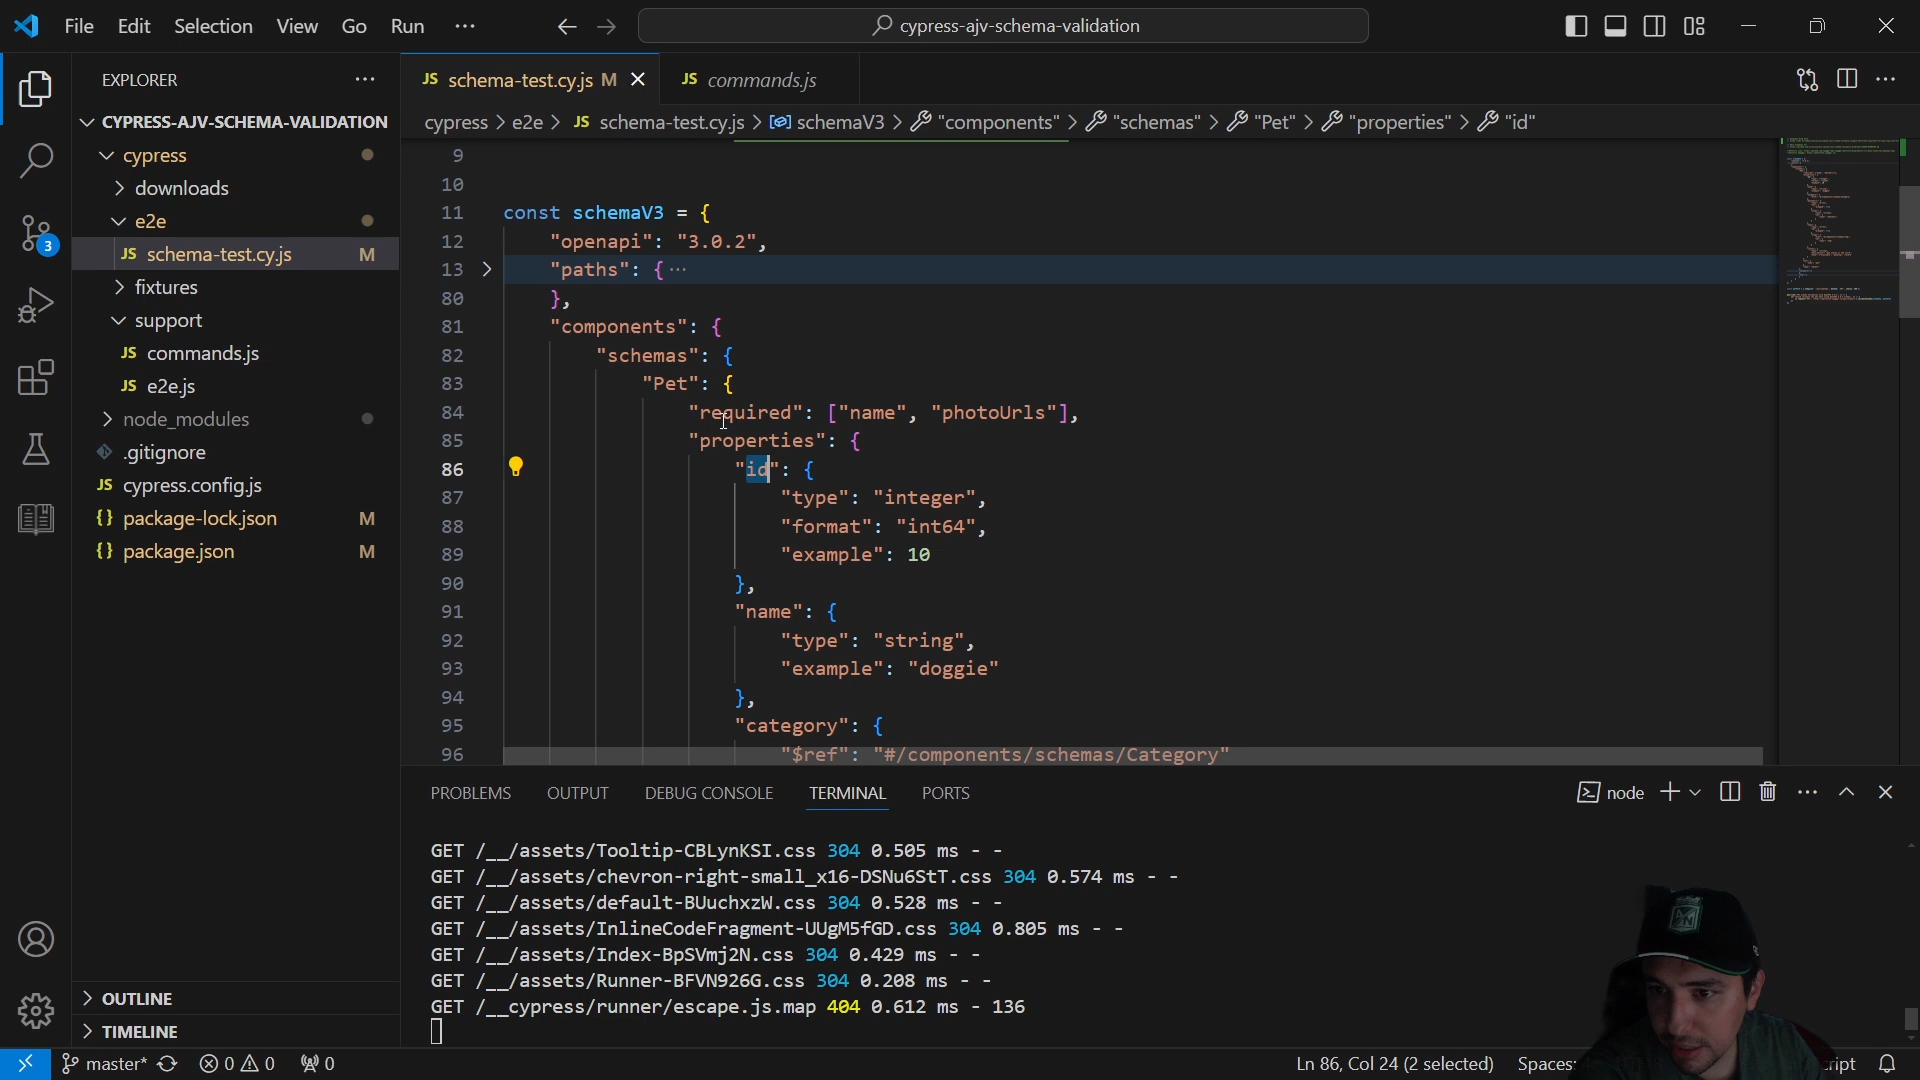 File Edit Selection View Go Run ···
cypress-ajv-schema-validation
EXPLORER
CYPRESS-AJV-SCHEMA-VALIDATION
cypress
downloads
e2e
JS schema-test.cy.js M
fixtures
support
JS commands.js
JS e2e.js
node_modules
.gitignore
JS cypress.config.js
{} package-lock.json M
{} package.json M
OUTLINE
TIMELINE
3
JS schema-test.cy.js M
JS commands.js
cypress > e2e > JS schema-test.cy.js > schemaV3 > "components" > "schemas" > "Pet" > "properties" > "id"
9
10
11 const schemaV3 = {
12 "openapi": "3.0.2",
13 "paths": { ···
80 },
81 "components": {
82 "schemas": {
83 "Pet": {
84 "required": ["name", "photoUrls"],
85 "properties": {
86 "id": {
87 "type": "integer",
88 "format": "int64",
89 "example": 10
90 },
91 "name": {
92 "type": "string",
93 "example": "doggie"
94 },
95 "category": {
96 "$ref": "#/components/schemas/Category"
PROBLEMS OUTPUT DEBUG CONSOLE TERMINAL PORTS
node
GET /__/assets/Tooltip-CBLynKSI.css 304 0.505 ms - -
GET /__/assets/chevron-right-small_x16-DSNu6StT.css 304 0.574 ms - -
GET /__/assets/default-BUuchxzW.css 304 0.528 ms - -
GET /__/assets/InlineCodeFragment-UUgM5fGD.css 304 0.805 ms - -
GET /__/assets/Index-BpSVmj2N.css 304 0.429 ms - -
GET /__/assets/Runner-BFVN926G.css 304 0.208 ms - -
GET /__cypress/runner/escape.js.map 404 0.612 ms - 136
master* 0 0 0
Ln 86, Col 24 (2 selected) Spaces: cript